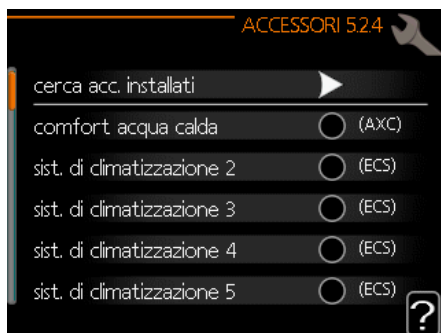 ACCESSORI 5.2.4
cerca acc. installati
comfort acqua calda (AXC)
sist. di climatizzazione 2 (ECS)
sist. di climatizzazione 3 (ECS)
sist. di climatizzazione 4 (ECS)
sist. di climatizzazione 5 (ECS)
?